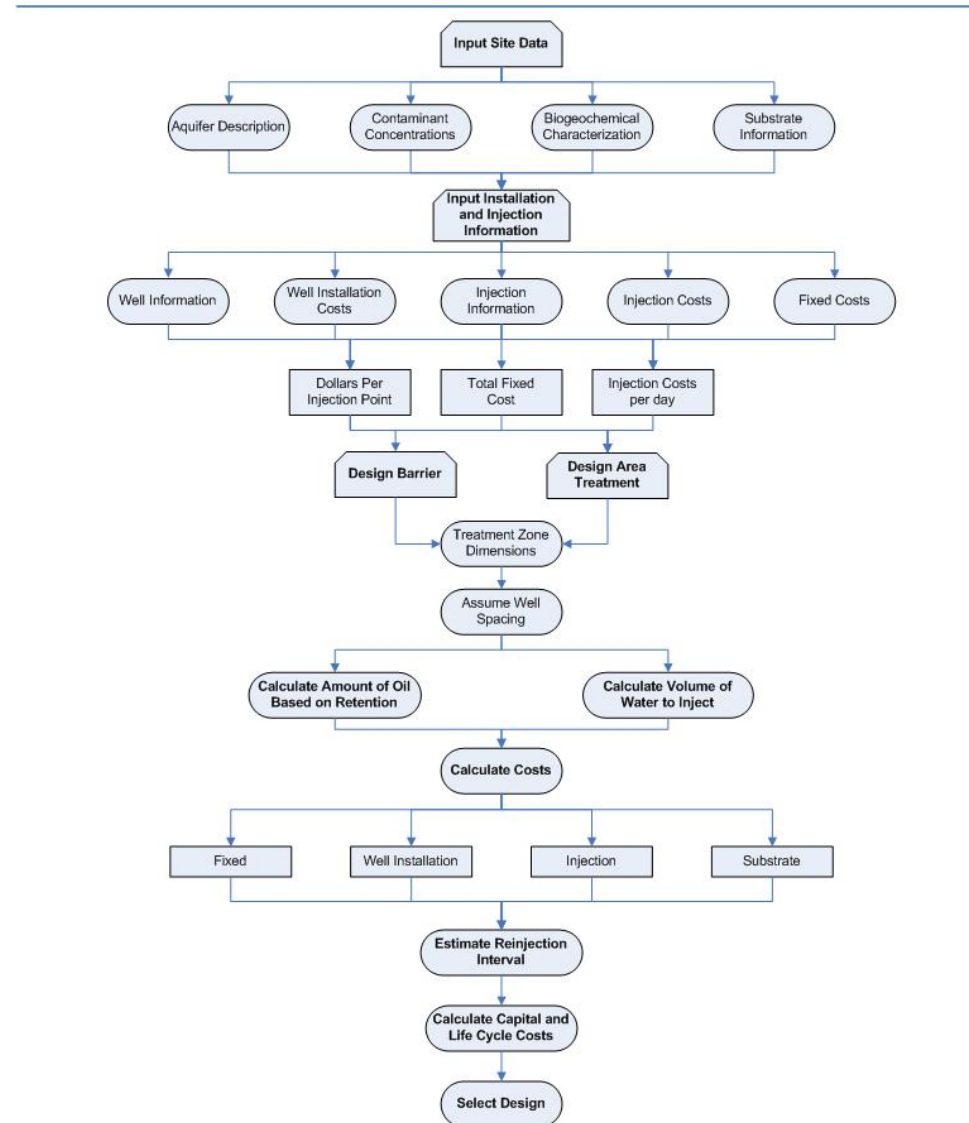 Input Site Data
Aquifer Description
Contaminant
Concentrations
Biogeochemical
Characterization
Substrate
Information
Input Installation
and Injection
Information
Well Information
Well Installation
Costs
Injection
Information
Injection Costs
Fixed Costs
Dollars Per
Injection Point
Total Fixed
Cost
Injection Costs
per day
Design Barrier
Design Area
Treatment
Treatment Zone
Dimensions
Assume Well
Spacing
Calculate Amount of Oil
Based on Retention
Calculate Volume of
Water to Inject
Calculate Costs
Fixed
Well Installation
Injection
Substrate
Estimate Reinjection
Interval
Calculate Capital and
Life Cycle Costs
Select Design